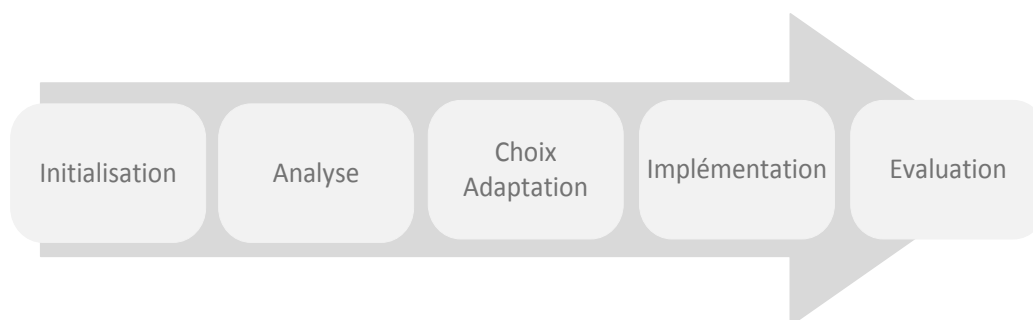 Initialisation
Analyse
Choix
Adaptation
Implémentation
Evaluation